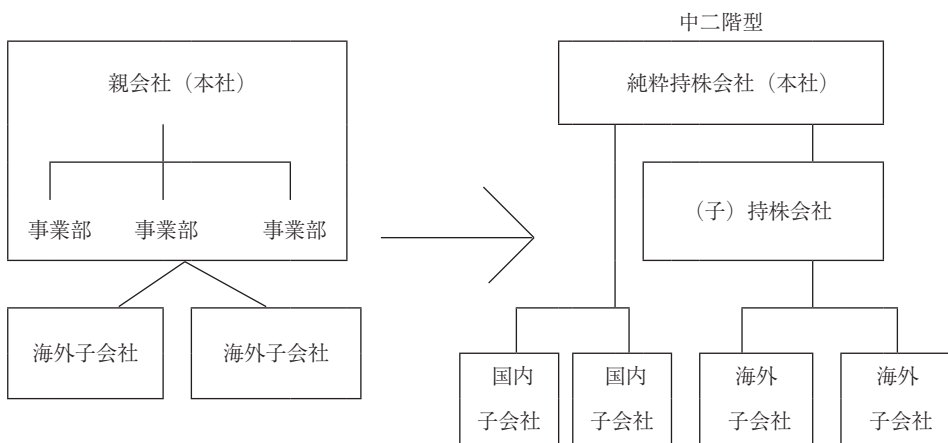 中二階型
親会社（本社）
事業部 事業部 事業部
海外子会社 海外子会社
純粋持株会社（本社）
（子）持株会社
国内
子会社
国内
子会社
海外
子会社
海外
子会社